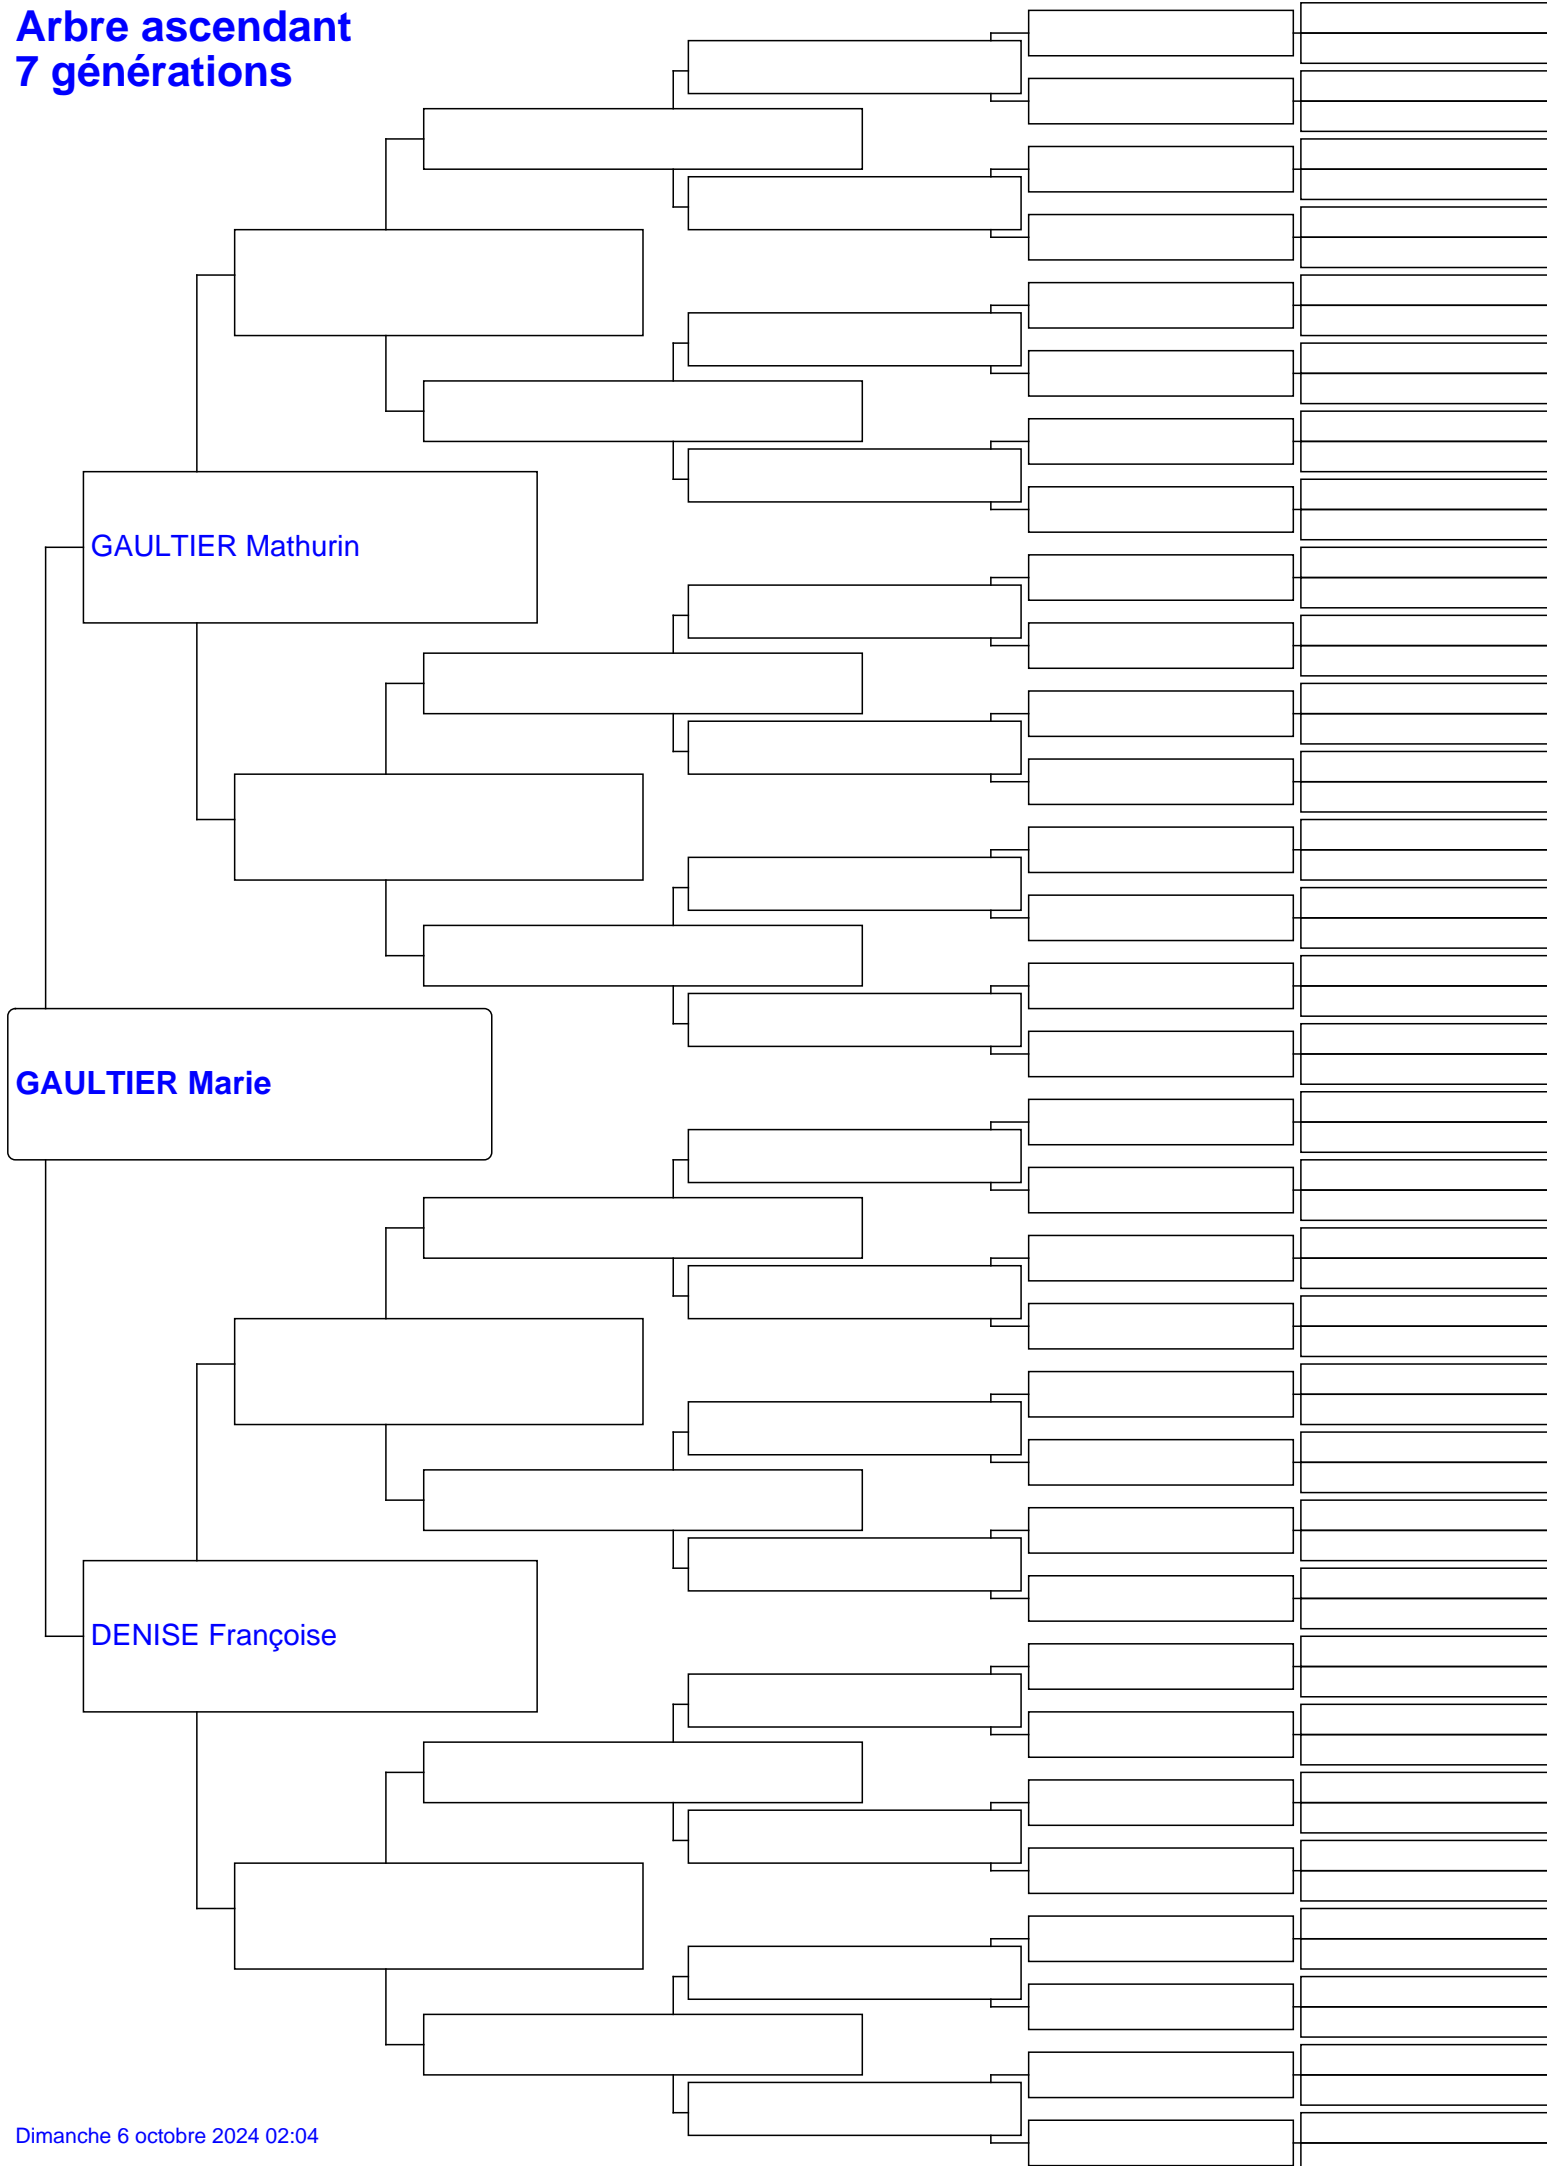 Arbre ascendant
7 générations
GAULTIER Mathurin
GAULTIER Marie
DENISE Françoise
Dimanche 6 octobre 2024 02:04